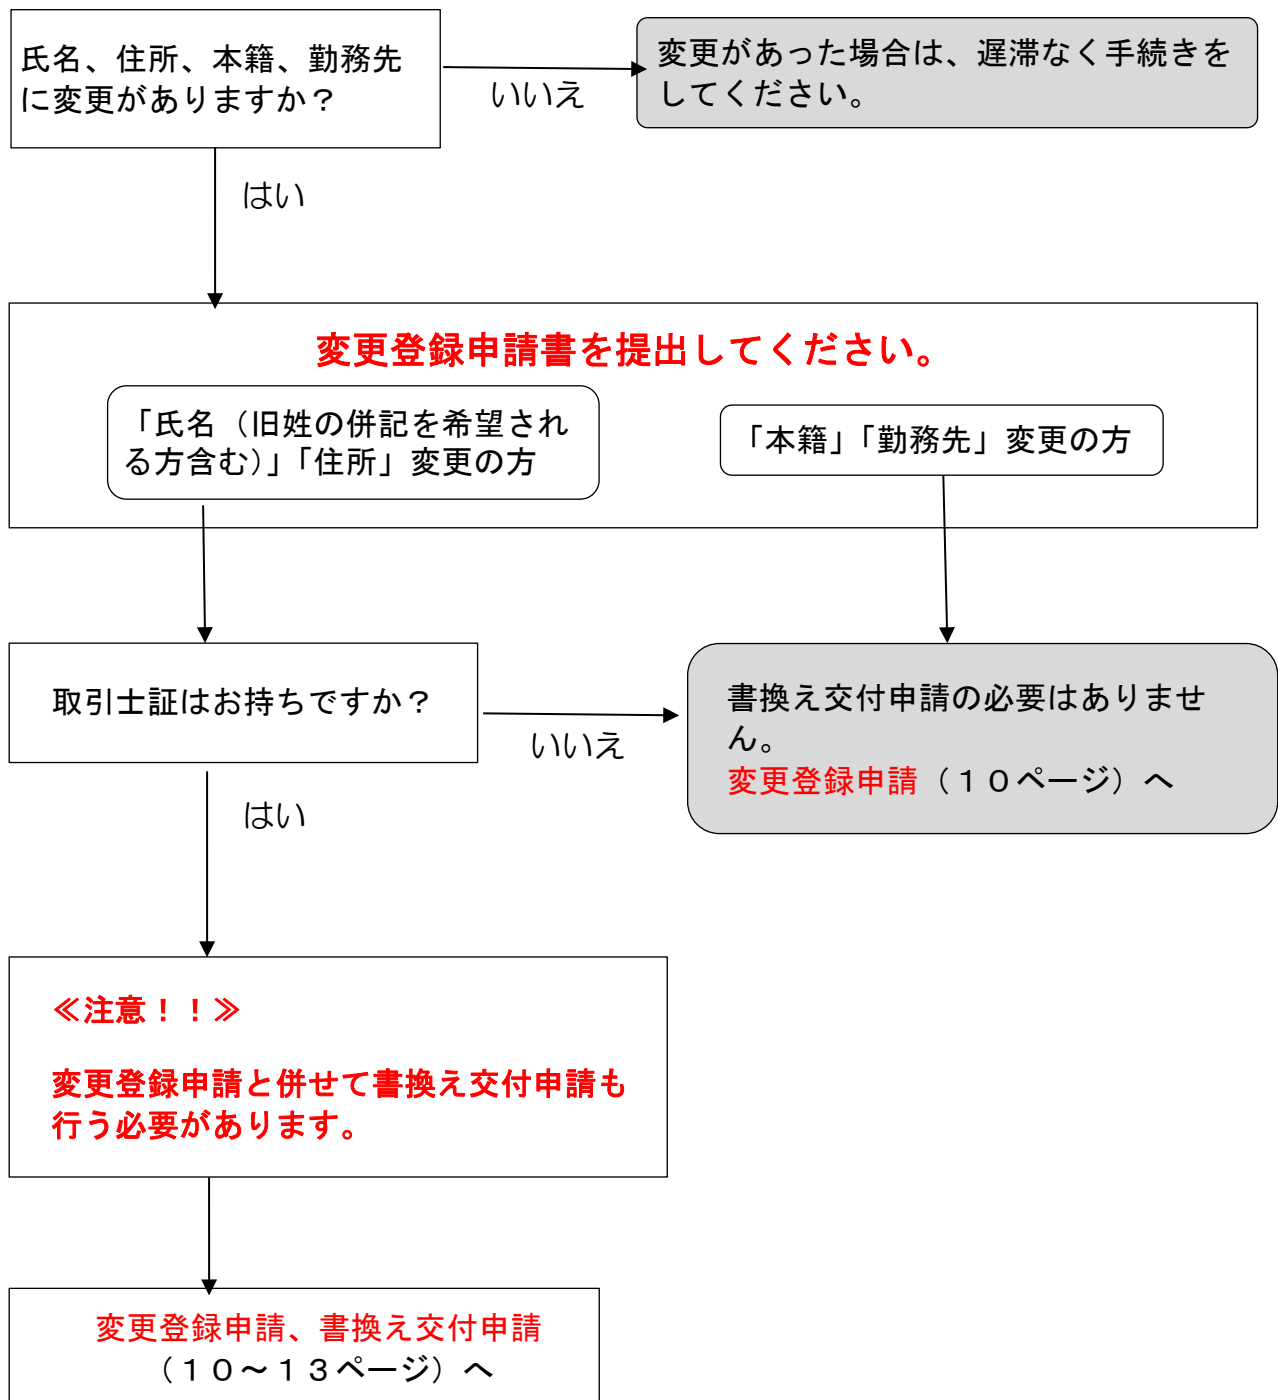 氏名、住所、本籍、勤務先
に変更がありますか？
いいえ
変更があった場合は、遅滞なく手続きを
してください。
はい
変更登録申請書を提出してください。
「氏名（旧姓の併記を希望され
る方含む）」「住所」変更の方
「本籍」「勤務先」変更の方
取引士証はお持ちですか？
いいえ
書換え交付申請の必要はありませ
ん。
変更登録申請（１０ページ）へ
はい
≪注意！！≫
変更登録申請と併せて書換え交付申請も
行う必要があります。
変更登録申請、書換え交付申請
（１０～１３ページ）へ